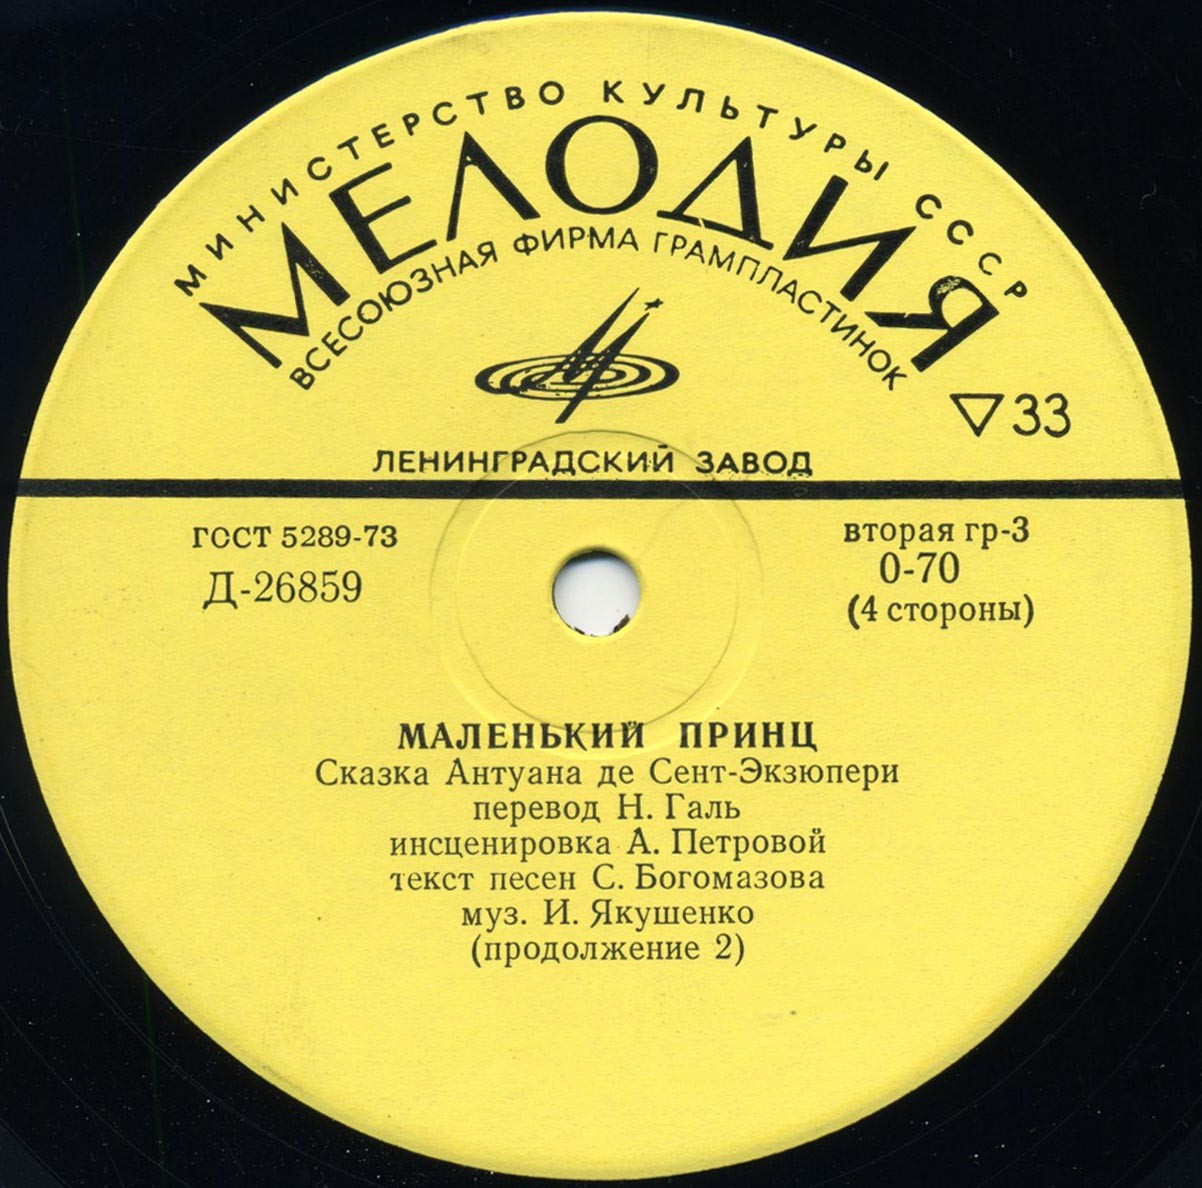 МИНИСТЕРСТВО КУЛЬТУРЫ СССР
МЕЛОДИЯ
ВСЕСОЮЗНАЯ ФИРМА ГРАМПЛАСТИНОК
▽33
ЛЕНИНГРАДСКИЙ ЗАВОД
ГОСТ 5289-73
Д-26859
вторая гр-3
0-70
(4 стороны)
МАЛЕНЬКИЙ ПРИНЦ
Сказка Антуана де Сент-Экзюпери
перевод Н. Галь
инсценировка А. Петровой
текст песен С. Богомазова
муз. И. Якушенко
(продолжение 2)